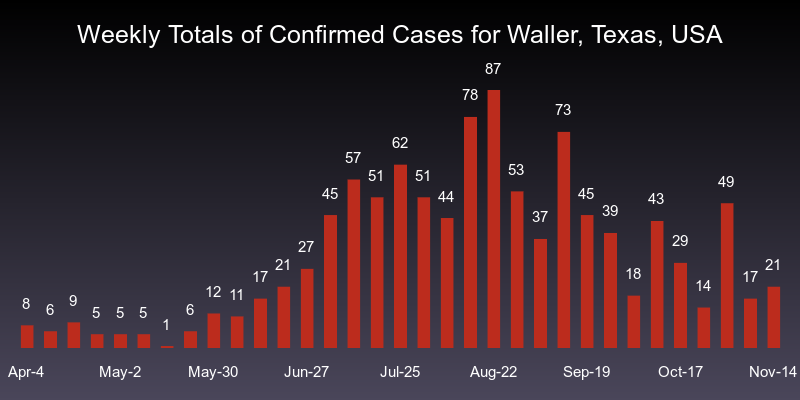 Weekly Totals of Confirmed Cases for Waller, Texas, USA
8 6 9 5 5 5 1 6 12 11 17 21 27 45 57 51 62 51 44 78 87 53 37 73 45 39 18 43 29 14 49 17 21
Apr-4 May-2 May-30 Jun-27 Jul-25 Aug-22 Sep-19 Oct-17 Nov-14